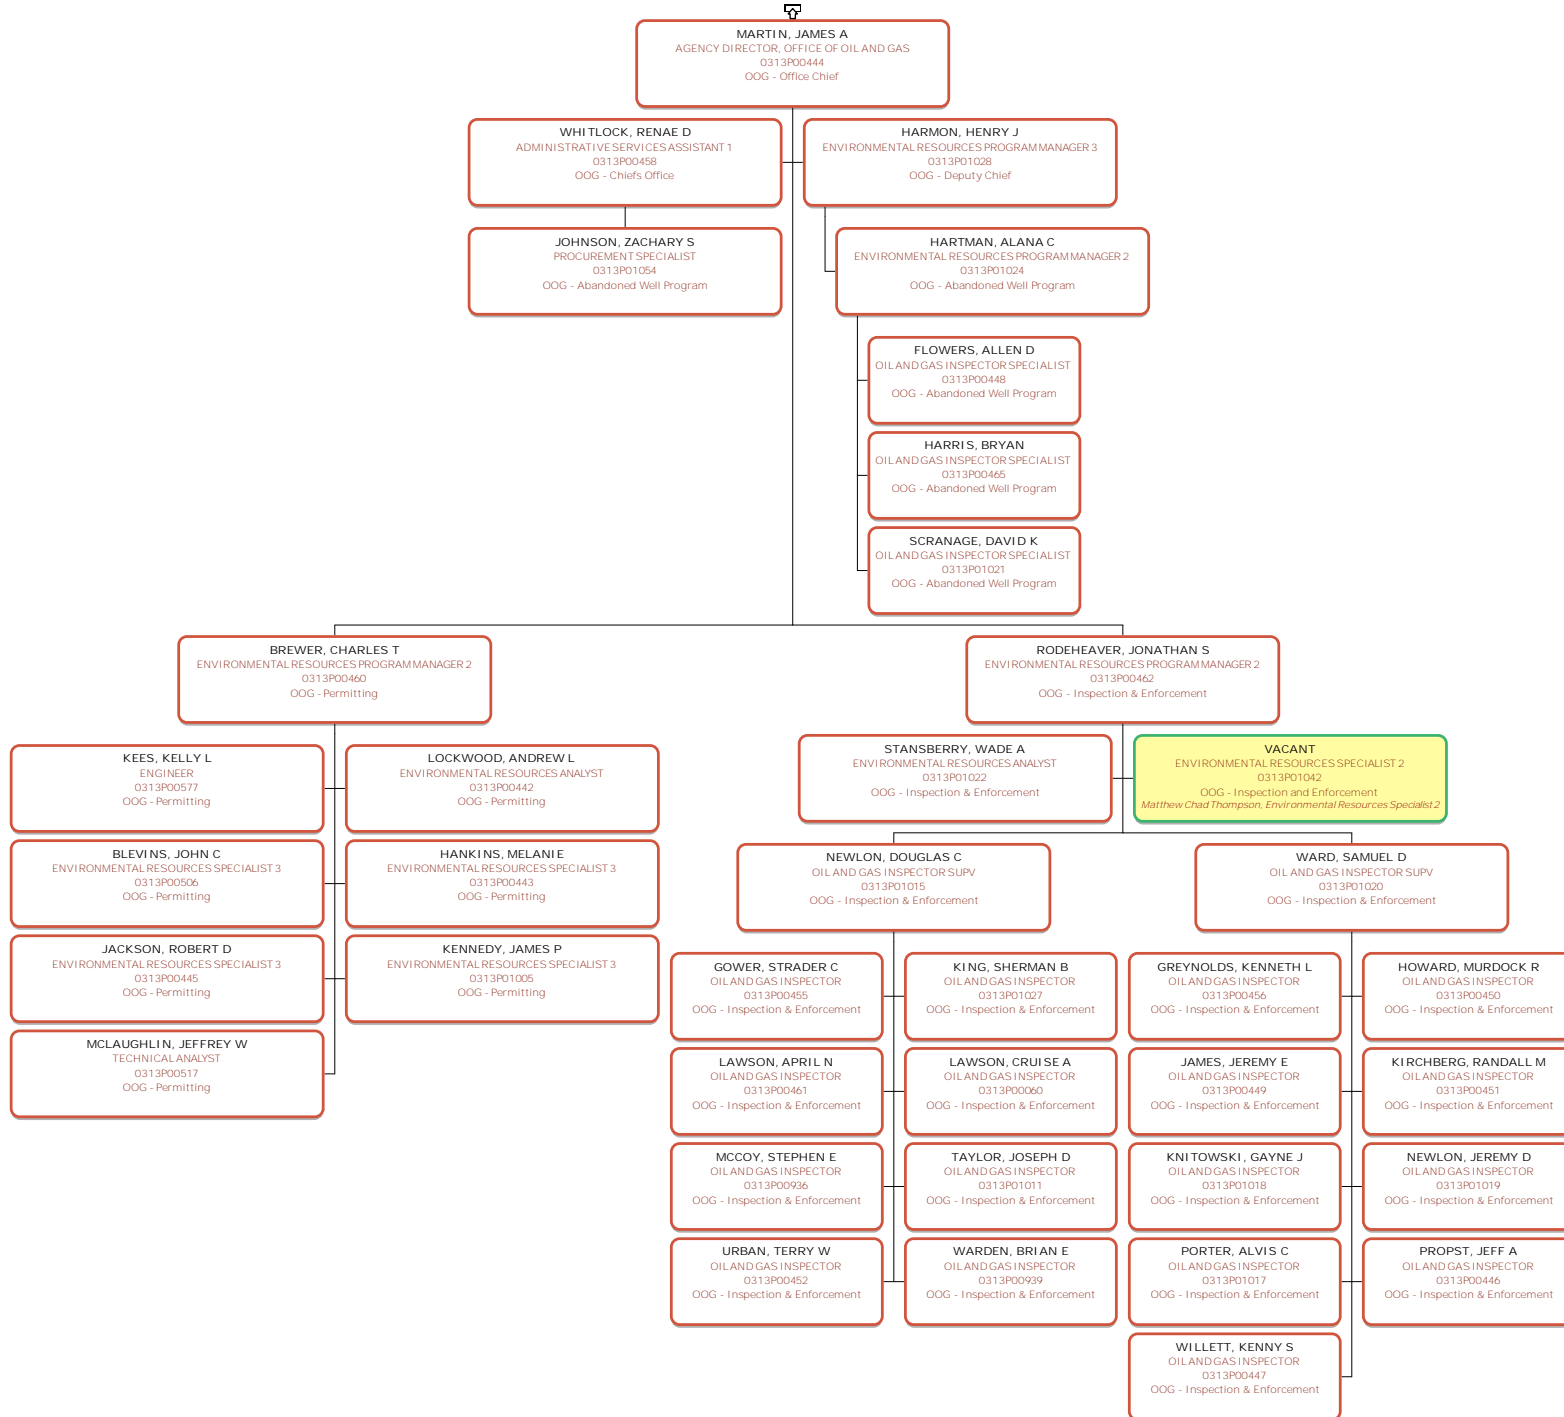 MARTIN, JAMES A
AGENCY DIRECTOR, OFFICE OF OIL AND GAS
0313P00444
OOG - Office Chief
WHITLOCK, RENAE D
ADMINISTRATIVE SERVICES ASSISTANT 1
0313P00458
OOG - Chiefs Office
HARMON, HENRY J
ENVIRONMENTAL RESOURCES PROGRAM MANAGER 3
0313P01028
OOG - Deputy Chief
JOHNSON, ZACHARY S
PROCUREMENT SPECIALIST
0313P01054
OOG - Abandoned Well Program
HARTMAN, ALANA C
ENVIRONMENTAL RESOURCES PROGRAM MANAGER 2
0313P01024
OOG - Abandoned Well Program
FLOWERS, ALLEN D
OIL AND GAS INSPECTOR SPECIALIST
0313P00448
OOG - Abandoned Well Program
HARRIS, BRYAN
OIL AND GAS INSPECTOR SPECIALIST
0313P00465
OOG - Abandoned Well Program
SCRANAGE, DAVID K
OIL AND GAS INSPECTOR SPECIALIST
0313P01021
OOG - Abandoned Well Program
BREWER, CHARLES T
ENVIRONMENTAL RESOURCES PROGRAM MANAGER 2
0313P00460
OOG - Permitting
RODEHEAVER, JONATHAN S
ENVIRONMENTAL RESOURCES PROGRAM MANAGER 2
0313P00462
OOG - Inspection & Enforcement
KEES, KELLY L
ENGINEER
0313P00577
OOG - Permitting
LOCKWOOD, ANDREW L
ENVIRONMENTAL RESOURCES ANALYST
0313P00442
OOG - Permitting
BLEVINS, JOHN C
ENVIRONMENTAL RESOURCES SPECIALIST 3
0313P00506
OOG - Permitting
HANKINS, MELANIE
ENVIRONMENTAL RESOURCES SPECIALIST 3
0313P00443
OOG - Permitting
JACKSON, ROBERT D
ENVIRONMENTAL RESOURCES SPECIALIST 3
0313P00445
OOG - Permitting
KENNEDY, JAMES P
ENVIRONMENTAL RESOURCES SPECIALIST 3
0313P01005
OOG - Permitting
MCLAUGHLIN, JEFFREY W
TECHNICAL ANALYST
0313P00517
OOG - Permitting
STANSBERRY, WADE A
ENVIRONMENTAL RESOURCES ANALYST
0313P01022
OOG - Inspection & Enforcement
VACANT
ENVIRONMENTAL RESOURCES SPECIALIST 2
0313P01042
OOG - Inspection and Enforcement
Matthew Chad Thompson, Environmental Resources Specialist 2
NEWLON, DOUGLAS C
OIL AND GAS INSPECTOR SUPV
0313P01015
OOG - Inspection & Enforcement
WARD, SAMUEL D
OIL AND GAS INSPECTOR SUPV
0313P01020
OOG - Inspection & Enforcement
GOWER, STRADER C
OIL AND GAS INSPECTOR
0313P00455
OOG - Inspection & Enforcement
KING, SHERMAN B
OIL AND GAS INSPECTOR
0313P01027
OOG - Inspection & Enforcement
LAWSON, APRIL N
OIL AND GAS INSPECTOR
0313P00461
OOG - Inspection & Enforcement
LAWSON, CRUISE A
OIL AND GAS INSPECTOR
0313P00060
OOG - Inspection & Enforcement
MCCOY, STEPHEN E
OIL AND GAS INSPECTOR
0313P00936
OOG - Inspection & Enforcement
TAYLOR, JOSEPH D
OIL AND GAS INSPECTOR
0313P01011
OOG - Inspection & Enforcement
URBAN, TERRY W
OIL AND GAS INSPECTOR
0313P00452
OOG - Inspection & Enforcement
WARDEN, BRIAN E
OIL AND GAS INSPECTOR
0313P00939
OOG - Inspection & Enforcement
GREYNOLDS, KENNETH L
OIL AND GAS INSPECTOR
0313P00456
OOG - Inspection & Enforcement
HOWARD, MURDOCK R
OIL AND GAS INSPECTOR
0313P00450
OOG - Inspection & Enforcement
JAMES, JEREMY E
OIL AND GAS INSPECTOR
0313P00449
OOG - Inspection & Enforcement
KIRCHBERG, RANDALL M
OIL AND GAS INSPECTOR
0313P00451
OOG - Inspection & Enforcement
KNITOWSKI, GAYNE J
OIL AND GAS INSPECTOR
0313P01018
OOG - Inspection & Enforcement
NEWLON, JEREMY D
OIL AND GAS INSPECTOR
0313P01019
OOG - Inspection & Enforcement
PORTER, ALVIS C
OIL AND GAS INSPECTOR
0313P01017
OOG - Inspection & Enforcement
PROPST, JEFF A
OIL AND GAS INSPECTOR
0313P00446
OOG - Inspection & Enforcement
WILLETT, KENNY S
OIL AND GAS INSPECTOR
0313P00447
OOG - Inspection & Enforcement